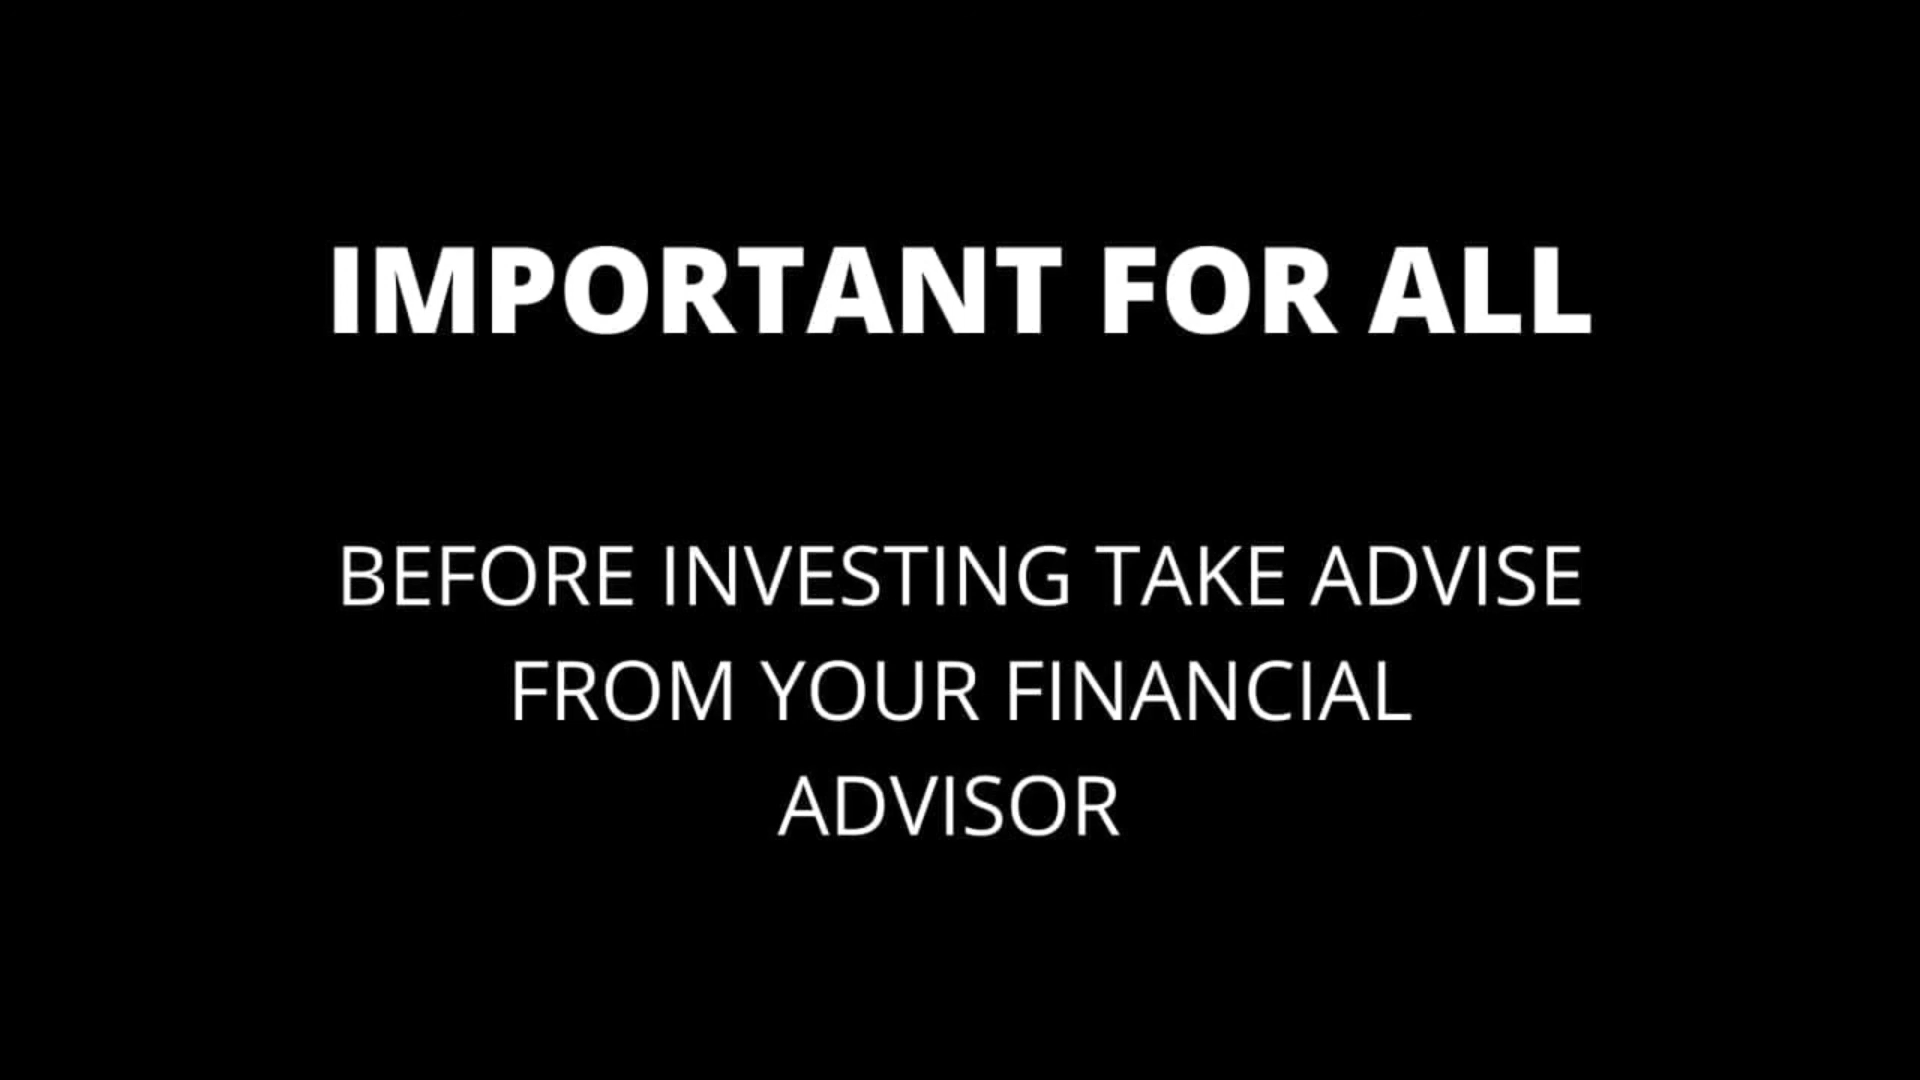 IMPORTANT FOR ALL
BEFORE INVESTING TAKE ADVISE
FROM YOUR FINANCIAL
ADVISOR